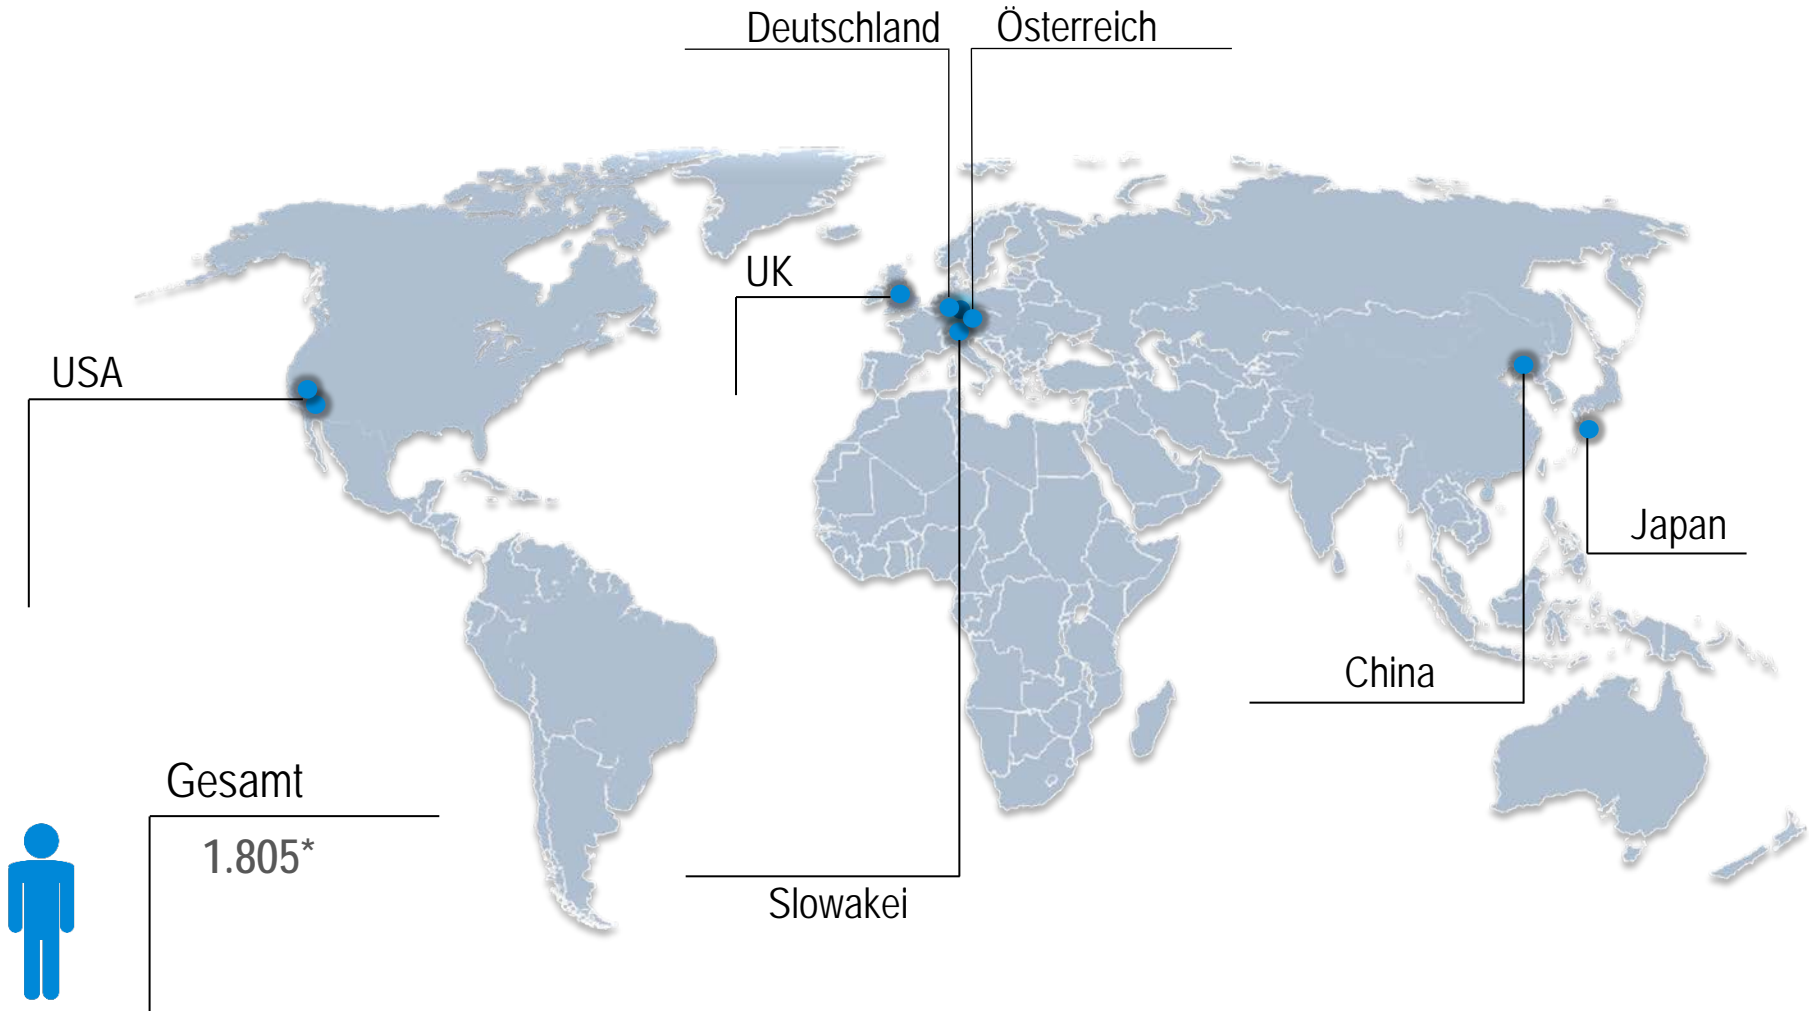 Deutschland
Österreich
UK
USA
Japan
China
Gesamt
1.805*
Slowakei